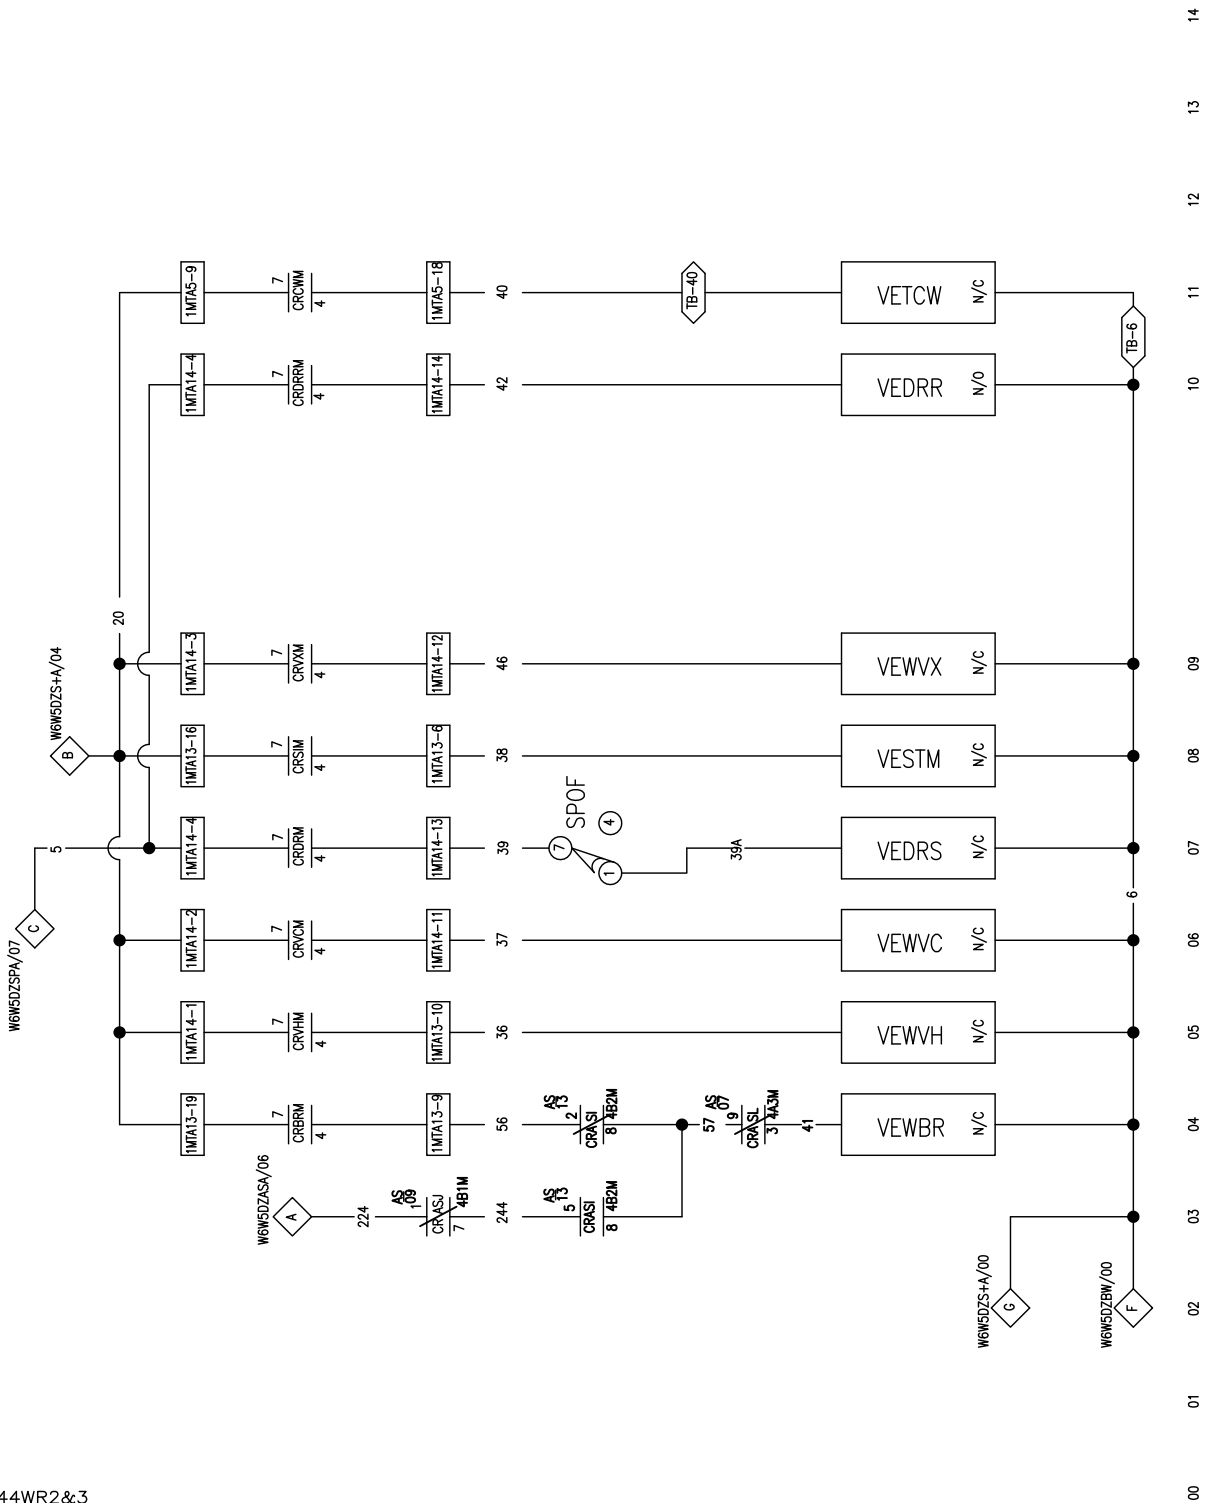 14
13
12
11
10
09
08
07
06
05
04
03
02
01
00
1MTA5-9
7
CRCWM
4
1MTA5-18
40
TB-40
VETCW
N/C
TB-6
1MTA14-4
7
CRDRRM
4
1MTA14-14
42
VEDRR
N/O
20
W6W5DZS+A/04
B
1MTA14-3
7
CRVXM
4
1MTA14-12
46
VEWVX
N/C
1MTA13-16
7
CRSIM
4
1MTA13-6
38
VESTM
N/C
W6W5DZSPA/07
C
5
1MTA14-4
7
CRDRM
4
1MTA14-13
39
7
SPOF
4
1
39A
VEDRS
N/C
6
1MTA14-2
7
CRVCM
4
1MTA14-11
37
VEWVC
N/C
1MTA14-1
7
CRVHM
4
1MTA13-10
36
VEWVH
N/C
1MTA13-19
7
CRBRM
4
1MTA13-9
56
AS
13
2
CRASI
8 4B2M
57
AS
07
9
CRASL
3 4A3M
41
VEWBR
N/C
W6W5DZASA/06
A
224
AS
109
CRASJ
7
4B1M
244
AS
13
5
CRASI
8 4B2M
W6W5DZS+A/00
G
W6W5DZBW/00
F
44WR2&3